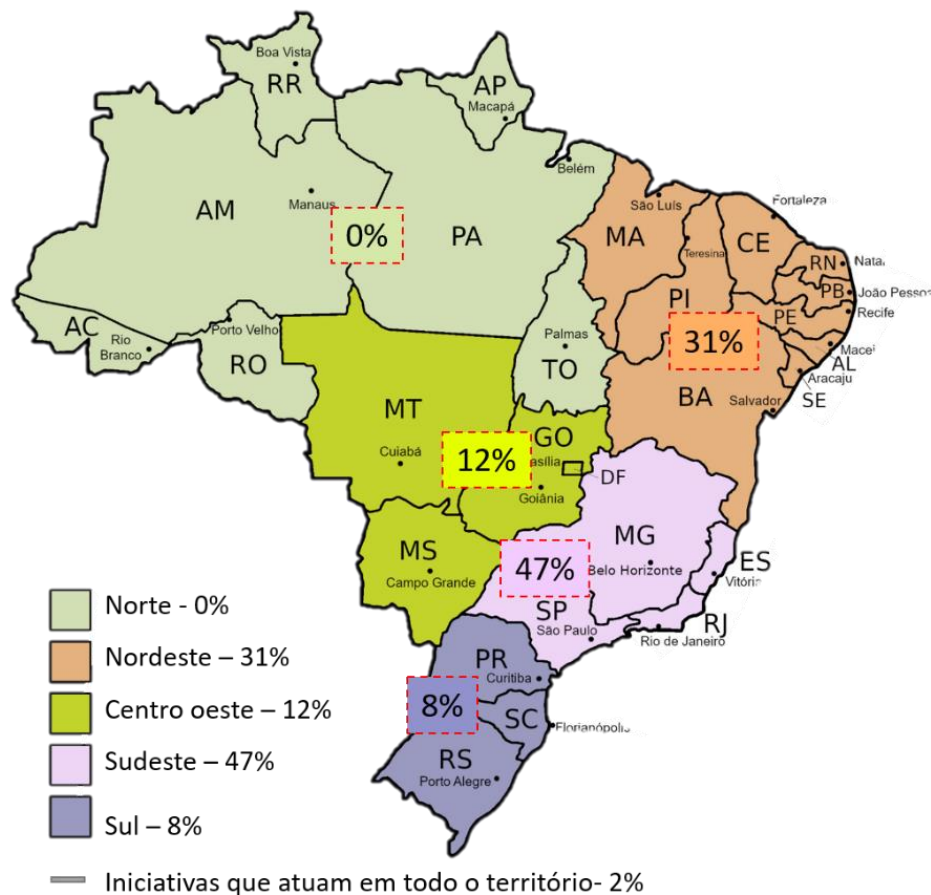 Boa Vista
RR
AP
Macapá
Belém
AM
Manaus
0%
PA
São Luís
MA
Teresina
Fortaleza
CE
RN
Natal
PB
João Pessoa
PI
PE
Recife
31%
Macei
AL
Aracaju
SE
BA
Salvador
AC
Rio
Branco
Porto Velho
RO
Palmas
TO
MT
Cuiabá
12%
GO
asília
DF
Goiânia
MS
Campo Grande
47%
MG
Belo Horizonte
ES
Vitória
SP
São Paulo
RJ
Rio de Janeiro
PR
Curitiba
8%
SC
Florianópolis
RS
Porto Alegre
Norte - 0%
Nordeste – 31%
Centro oeste – 12%
Sudeste – 47%
Sul – 8%
Iniciativas que atuam em todo o território- 2%